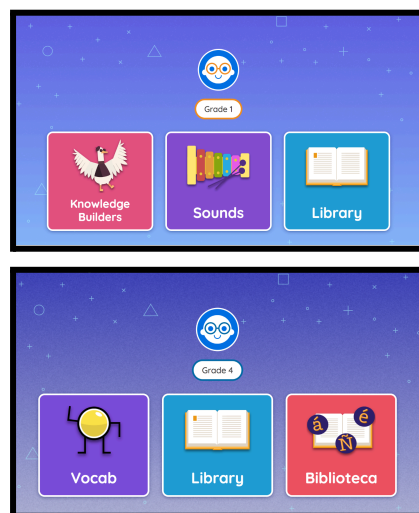 Grade 1
Knowledge
Builders
Sounds
Library
Grade 4
Vocab
Library
á
Ñ
é
Biblioteca